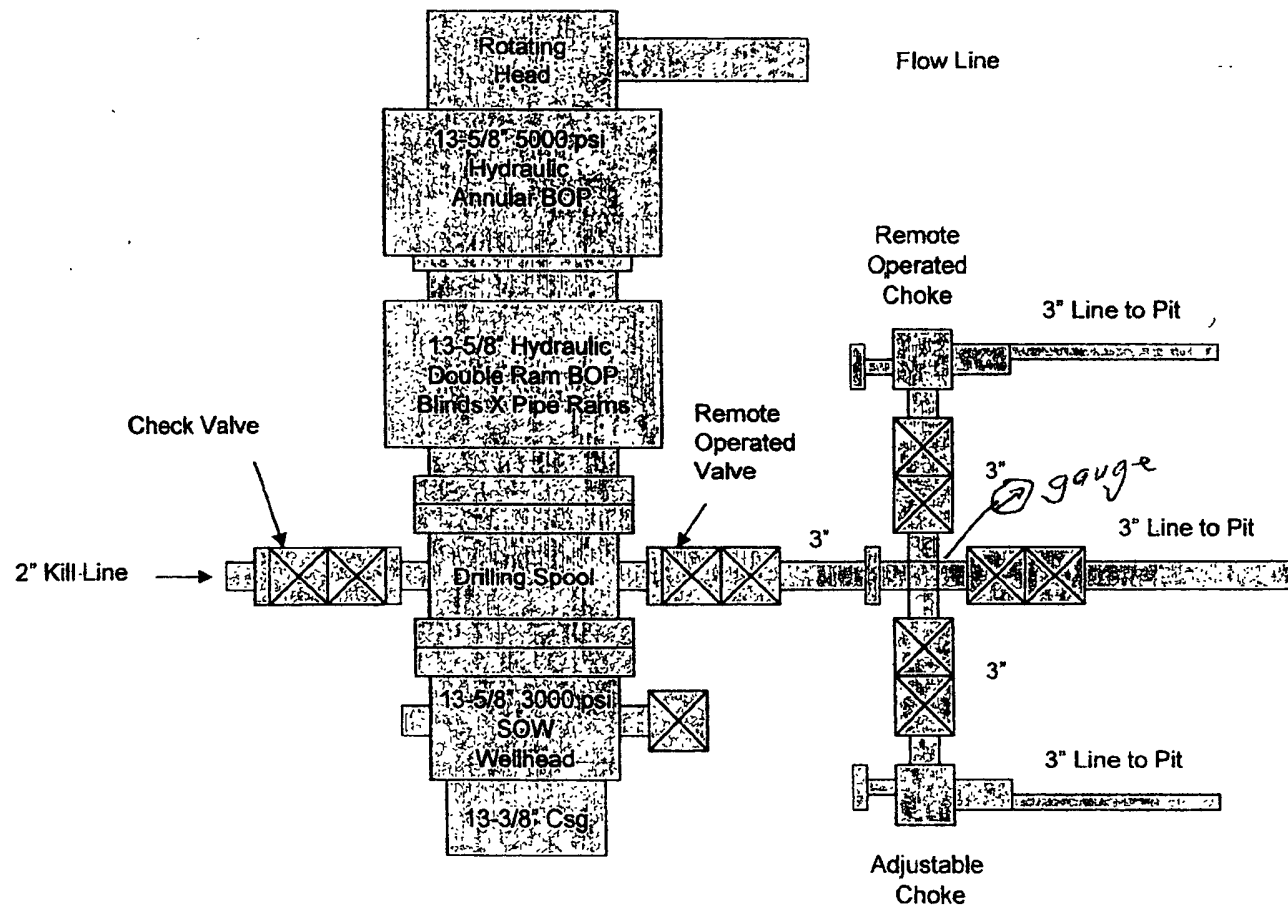 Rotating
Head
Flow Line
13-5/8" 5000 psi
Hydraulic
Annular BOP
Remote
Operated
Choke
3" Line to Pit
13-5/8" Hydraulic
Double Ram BOP
Blinds X Pipe Rams
Check Valve
Remote
Operated
Valve
3"
gauge
2" Kill Line
Drilling Spool
3"
3" Line to Pit
3"
13-5/8" 3000 psi
SOW
Wellhead
3" Line to Pit
13-3/8" Csg
Adjustable
Choke